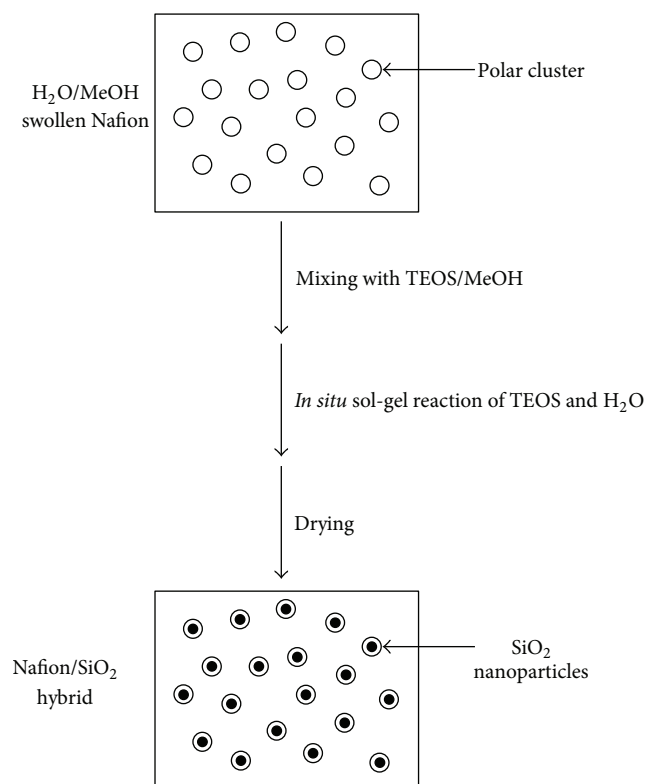 H₂O/MeOH
swollen Nafion
Polar cluster
Mixing with TEOS/MeOH
In situ sol-gel reaction of TEOS and H₂O
Drying
Nafion/SiO₂
hybrid
SiO₂
nanoparticles